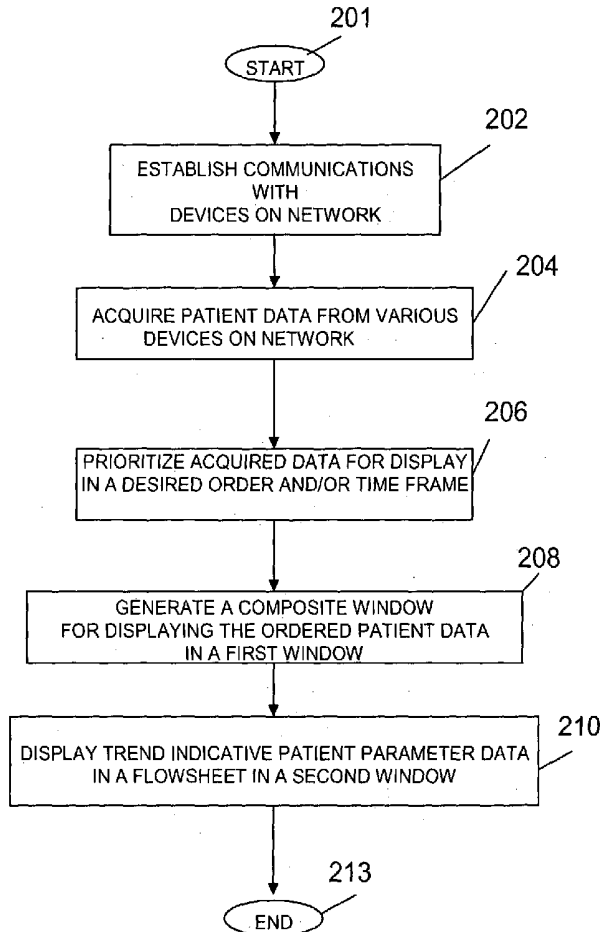 201
START
202
ESTABLISH COMMUNICATIONS
WITH
DEVICES ON NETWORK
204
ACQUIRE PATIENT DATA FROM VARIOUS
DEVICES ON NETWORK
206
PRIORITIZE ACQUIRED DATA FOR DISPLAY
IN A DESIRED ORDER AND/OR TIME FRAME
208
GENERATE A COMPOSITE WINDOW
FOR DISPLAYING THE ORDERED PATIENT DATA
IN A FIRST WINDOW
210
DISPLAY TREND INDICATIVE PATIENT PARAMETER DATA
IN A FLOWSHEET IN A SECOND WINDOW
213
END